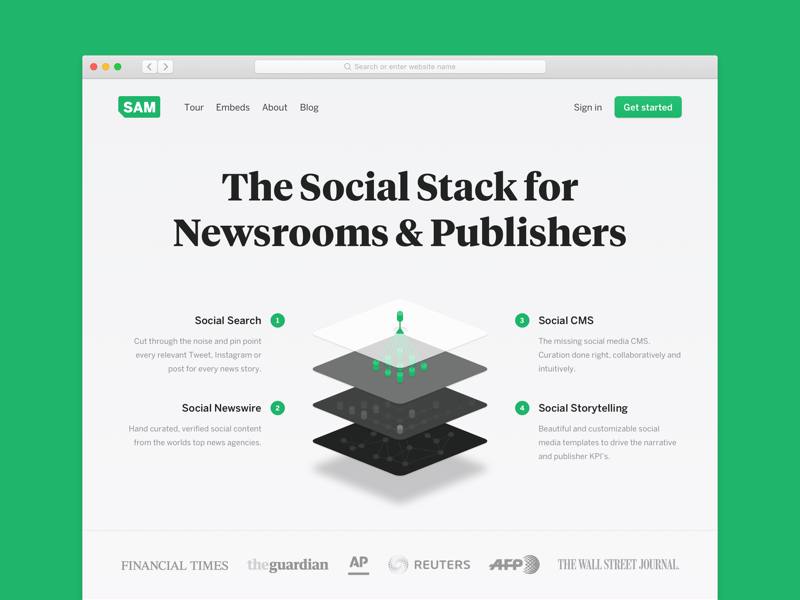 Search or enter website name
SAM
Tour Embeds About Blog
Sign in
Get started
The Social Stack for
Newsrooms & Publishers
Social Search 1
Cut through the noise and pin point
every relevant Tweet, Instagram or
post for every news story.
Social Newswire 2
Hand curated, verified social content
from the worlds top news agencies.
3 Social CMS
The missing social media CMS.
Curation done right, collaboratively and
intuitively.
4 Social Storytelling
Beautiful and customizable social
media templates to drive the narrative
and publisher KPI's.
FINANCIAL TIMES
theguardian
AP
REUTERS
AFP
THE WALL STREET JOURNAL.